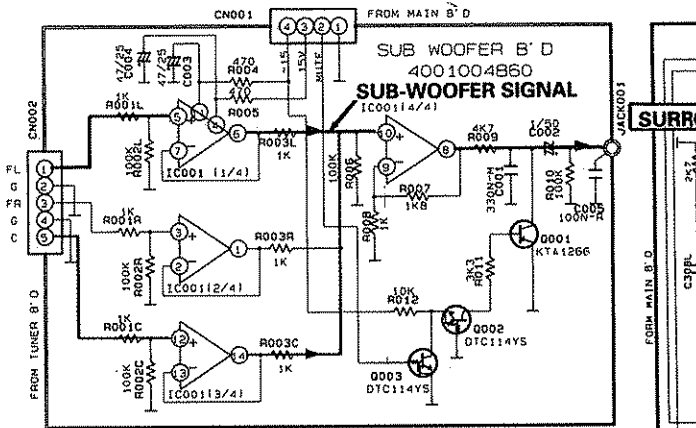 CN001
FROM MAIN B'D
4 3 2 1
-15
15V
MUTE
SUB WOOFER B'D
4001004860
SUB-WOOFER SIGNAL
IC001(4/4)
47/25
C004
47/25
C003
470
R004
470
R005
CN002
1K
R001L
100K
R002L
5
7
4
6
IC001 (1/4)
R003L
1K
100K
R006
10
9
8
4K7
R009
1/50
C002
JACK001
SURR
R007
1K8
R008
1K
330N-M
C001
R010
100K
C005
100N-R
FL 1
G 2
FR 3
G 4
C 5
1K
R001R
100K
R002R
3
2
1
IC001(2/4)
R003R
1K
Q001
KTA1266
3K3
R011
10K
R012
Q002
DTC114YS
Q003
DTC114YS
1K
R001C
100K
R002C
12
13
14
IC001(3/4)
R003C
1K
FROM TUNER B'D
FORM MAIN B'D
2K7
C308L